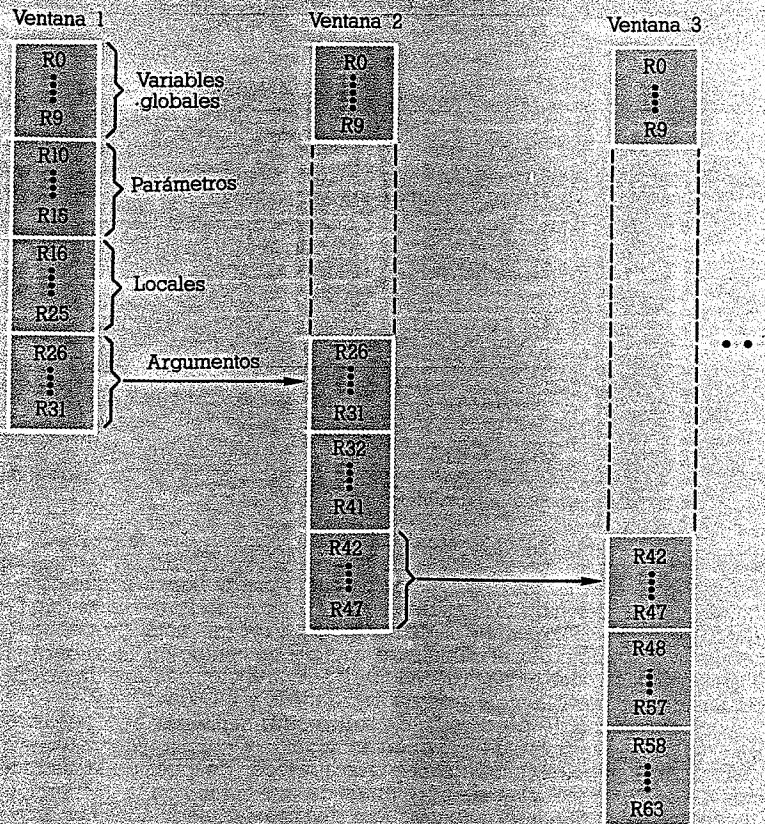 Ventana 1
R0
R9
Variables
globales
R10
R15
Parámetros
R16
R25
Locales
R26
R31
Argumentos
Ventana 2
R0
R9
R26
R31
R32
R41
R42
R47
Ventana 3
R0
R9
R42
R47
R48
R57
R58
R63